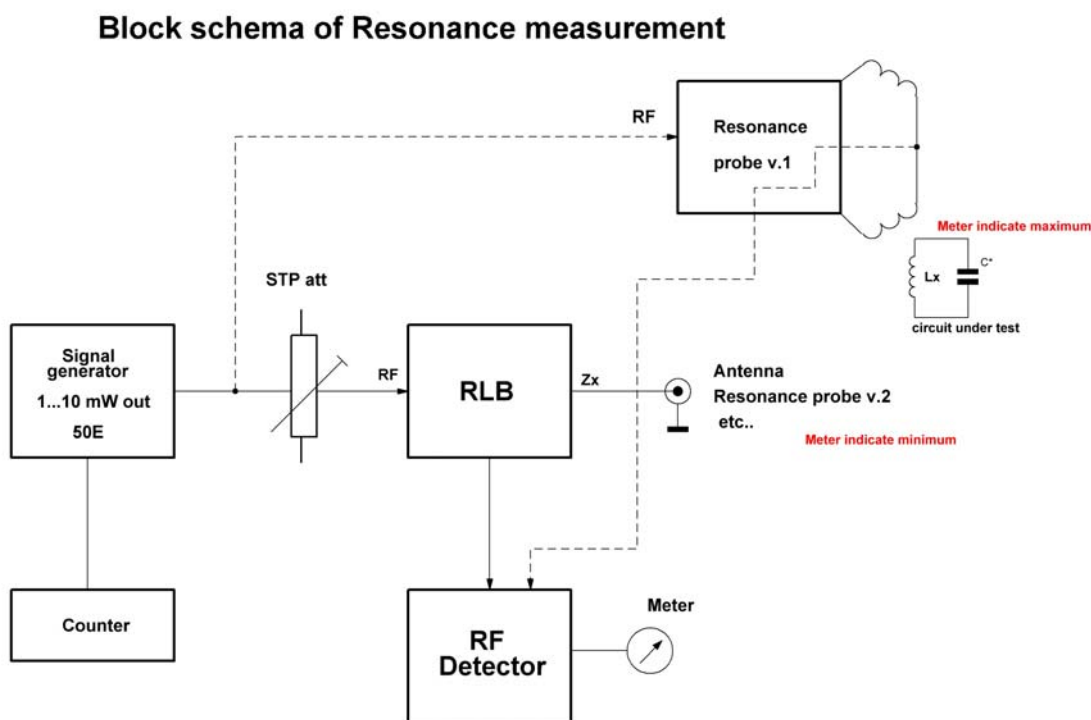 Block schema of Resonance measurement
RF
Resonance
probe v.1
Meter indicate maximum
Lx
C*
circuit under test
STP att
Signal
generator
1...10 mW out
50E
RF
RLB
Zx
Antenna
Resonance probe v.2
etc..
Meter indicate minimum
Counter
RF
Detector
Meter